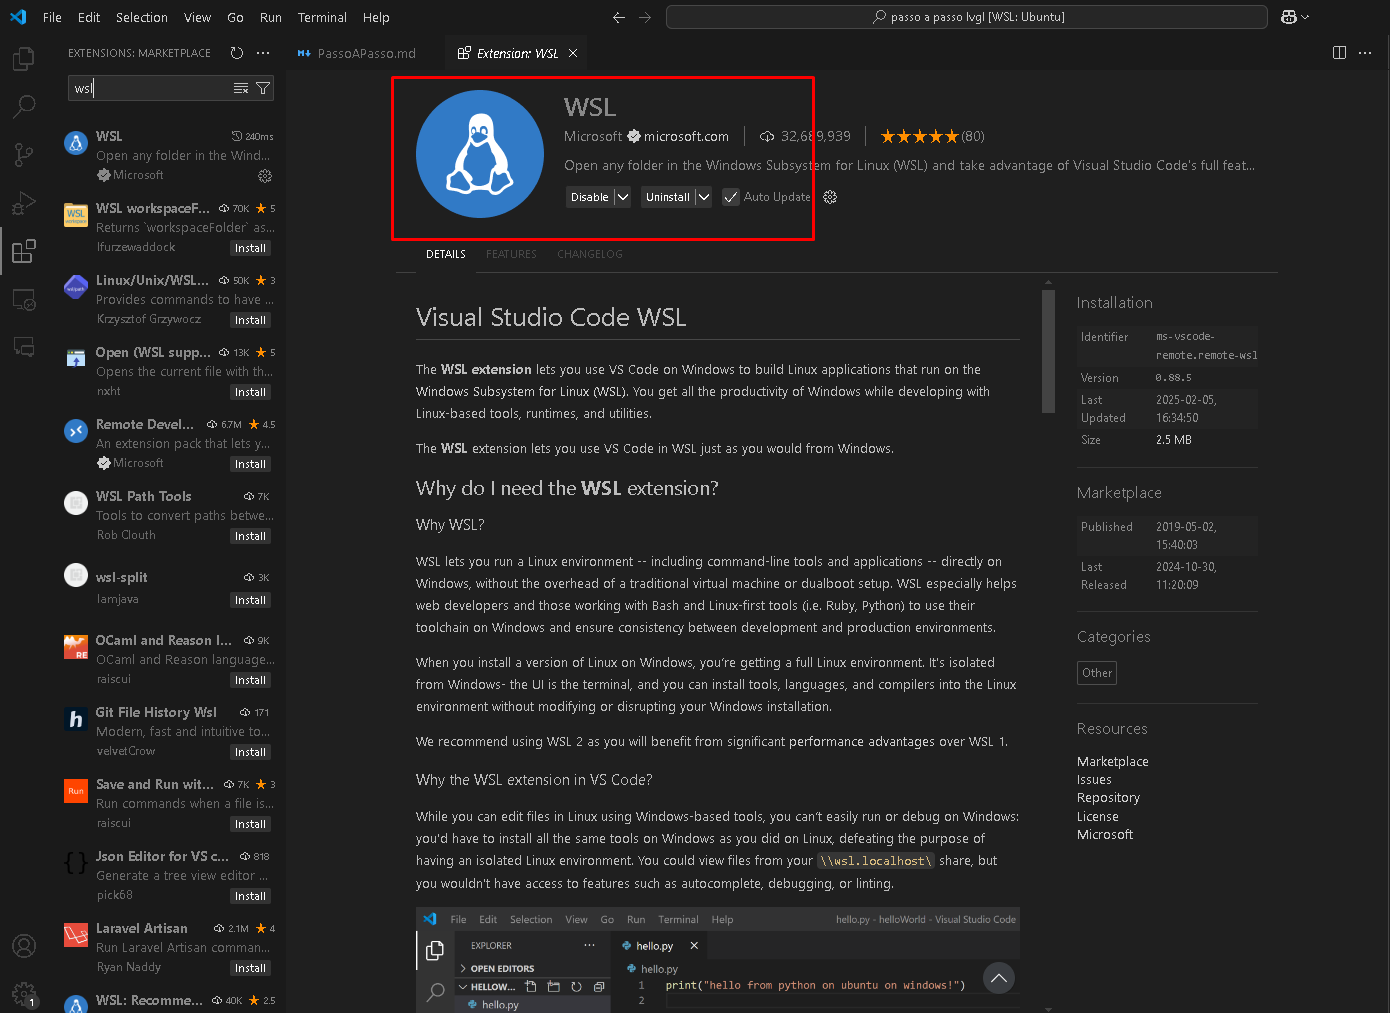 File Edit Selection View Go Run Terminal Help
passo a passo lvgl [WSL: Ubuntu]
EXTENSIONS: MARKETPLACE
wsl
WSL
240ms
Open any folder in the Wind...
Microsoft
WSL workspaceF... 70K 5
Returns `workspaceFolder` as...
lfurzewaddock
Install
Linux/Unix/WSL... 50K 3
Provides commands to have ...
Krzysztof Grzywocz
Install
Open (WSL supp... 13K 5
Opens the current file with th...
nxht
Install
Remote Devel... 6.7M 4.5
An extension pack that lets y...
Microsoft
Install
WSL Path Tools 7K
Tools to convert paths betwe...
Rob Clouth
Install
wsl-split 3K
Iamjava
Install
OCaml and Reason I... 9K
OCaml and Reason language...
raiscui
Install
Git File History Wsl 171
Modern, fast and intuitive to...
velvetCrow
Install
Save and Run wit... 7K 3
Run commands when a file is...
raiscui
Install
Json Editor for VS c... 818
Generate a tree view editor ...
pick68
Install
Laravel Artisan 2.1M 4
Run Laravel Artisan comman...
Ryan Naddy
Install
WSL: Recomme... 40K 2.5
1
PassoAPasso.md
Extension: WSL
WSL
Microsoft microsoft.com 32,689,939 (80)
Open any folder in the Windows Subsystem for Linux (WSL) and take advantage of Visual Studio Code's full feat...
Disable Uninstall Auto Update
DETAILS FEATURES CHANGELOG
Visual Studio Code WSL
The WSL extension lets you use VS Code on Windows to build Linux applications that run on the
Windows Subsystem for Linux (WSL). You get all the productivity of Windows while developing with
Linux-based tools, runtimes, and utilities.
The WSL extension lets you use VS Code in WSL just as you would from Windows.
Why do I need the WSL extension?
Why WSL?
WSL lets you run a Linux environment -- including command-line tools and applications -- directly on
Windows, without the overhead of a traditional virtual machine or dualboot setup. WSL especially helps
web developers and those working with Bash and Linux-first tools (i.e. Ruby, Python) to use their
toolchain on Windows and ensure consistency between development and production environments.
When you install a version of Linux on Windows, you're getting a full Linux environment. It's isolated
from Windows- the UI is the terminal, and you can install tools, languages, and compilers into the Linux
environment without modifying or disrupting your Windows installation.
We recommend using WSL 2 as you will benefit from significant performance advantages over WSL 1.
Why the WSL extension in VS Code?
While you can edit files in Linux using Windows-based tools, you can't easily run or debug on Windows:
you'd have to install all the same tools on Windows as you did on Linux, defeating the purpose of
having an isolated Linux environment. You could view files from your \\wsl.localhost\ share, but
you wouldn't have access to features such as autocomplete, debugging, or linting.
File Edit Selection View Go Run Terminal Help hello.py - helloWorld - Visual Studio Code
EXPLORER
OPEN EDITORS
HELLOW...
hello.py
hello.py
hello.py
1 print("hello from python on ubuntu on windows!")
2
Installation
Identifier ms-vscode-
remote.remote-wsl
Version 0.88.5
Last 2025-02-05,
Updated 16:34:50
Size 2.5 MB
Marketplace
Published 2019-05-02,
15:40:03
Last 2024-10-30,
Released 11:20:09
Categories
Other
Resources
Marketplace
Issues
Repository
License
Microsoft